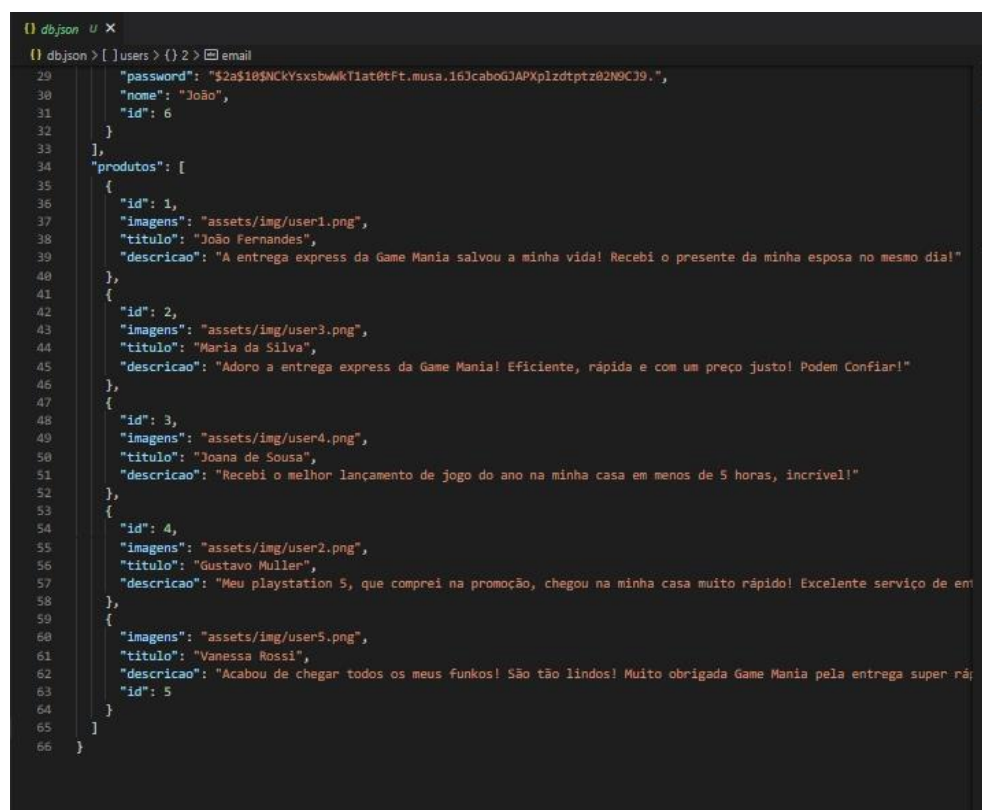 {} db.json U X
{} db.json > [ ] users > {} 2 > email
29 "password": "$2a$10$NCkYsxsbwWkT1at0tFt.musa.16JcaboGJAPXplzdtptz02N9CJ9.",
30 "nome": "João",
31 "id": 6
32 }
33 ],
34 "produtos": [
35 {
36 "id": 1,
37 "imagens": "assets/img/user1.png",
38 "titulo": "João Fernandes",
39 "descricao": "A entrega express da Game Mania salvou a minha vida! Recebi o presente da minha esposa no mesmo dia!"
40 },
41 {
42 "id": 2,
43 "imagens": "assets/img/user3.png",
44 "titulo": "Maria da Silva",
45 "descricao": "Adoro a entrega express da Game Mania! Eficiente, rápida e com um preço justo! Podem Confiar!"
46 },
47 {
48 "id": 3,
49 "imagens": "assets/img/user4.png",
50 "titulo": "Joana de Sousa",
51 "descricao": "Recebi o melhor lançamento de jogo do ano na minha casa em menos de 5 horas, incrível!"
52 },
53 {
54 "id": 4,
55 "imagens": "assets/img/user2.png",
56 "titulo": "Gustavo Muller",
57 "descricao": "Meu playstation 5, que comprei na promoção, chegou na minha casa muito rápido! Excelente serviço de en
58 },
59 {
60 "imagens": "assets/img/user5.png",
61 "titulo": "Vanessa Rossi",
62 "descricao": "Acabou de chegar todos os meus funkos! São tão lindos! Muito obrigada Game Mania pela entrega super rá
63 "id": 5
64 }
65 ]
66 }